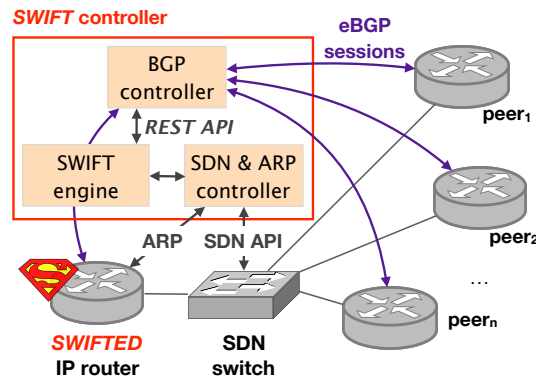 SWIFT controller
eBGP
sessions
BGP
controller
peer1
REST API
SWIFT
engine
SDN & ARP
controller
peer2
ARP
SDN API
S
...
peern
SWIFTED
IP router
SDN
switch